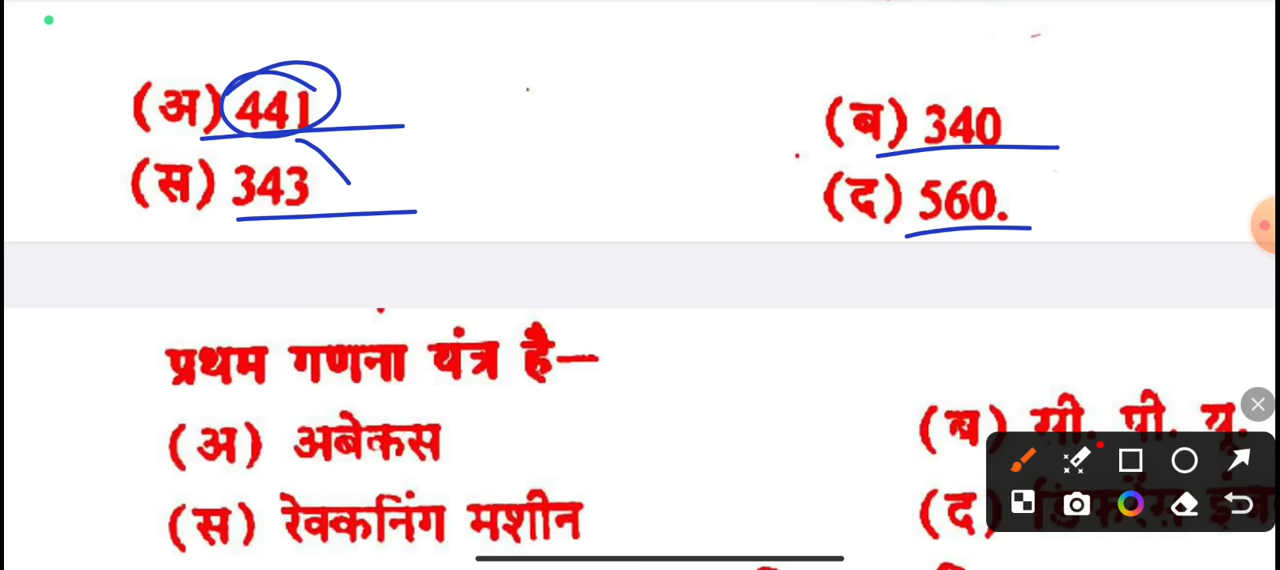 (अ) 441 (ब) 340
(स) 343 (द) 560.
प्रथम गणना यंत्र है—
(अ) अबेकस (ब) सी. पी. यू.
(स) रेक्कनिंग मशीन (द)